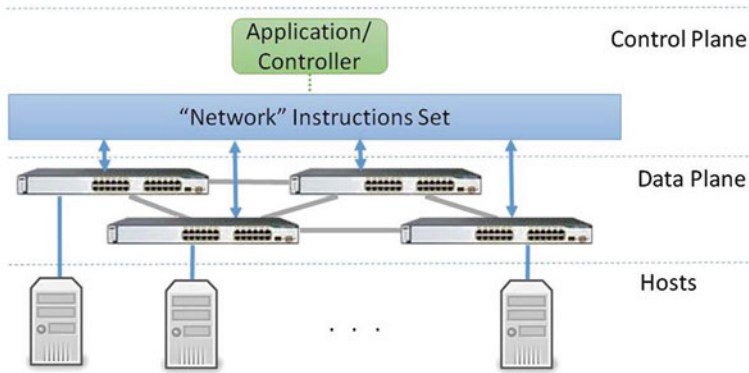 Application/
Controller
Control Plane
“Network” Instructions Set
Data Plane
Hosts
. . .